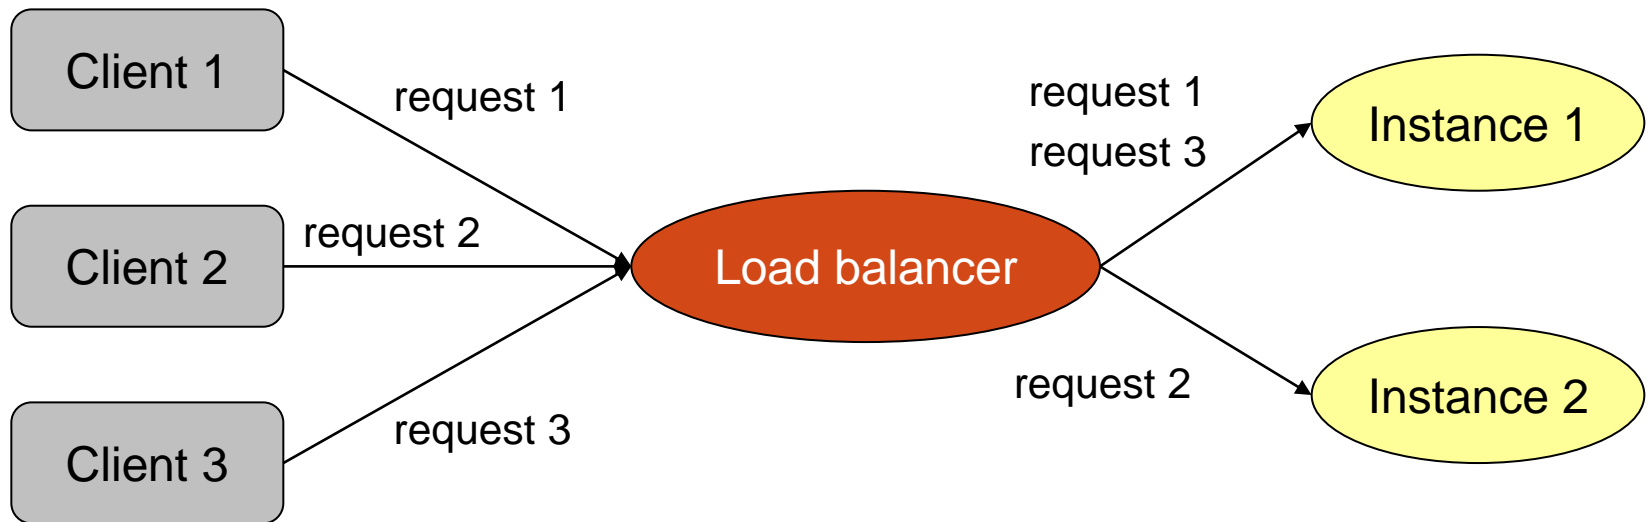 Client 1
request 1
Client 2
request 2
Client 3
request 3
Load balancer
request 1
request 3
request 2
Instance 1
Instance 2